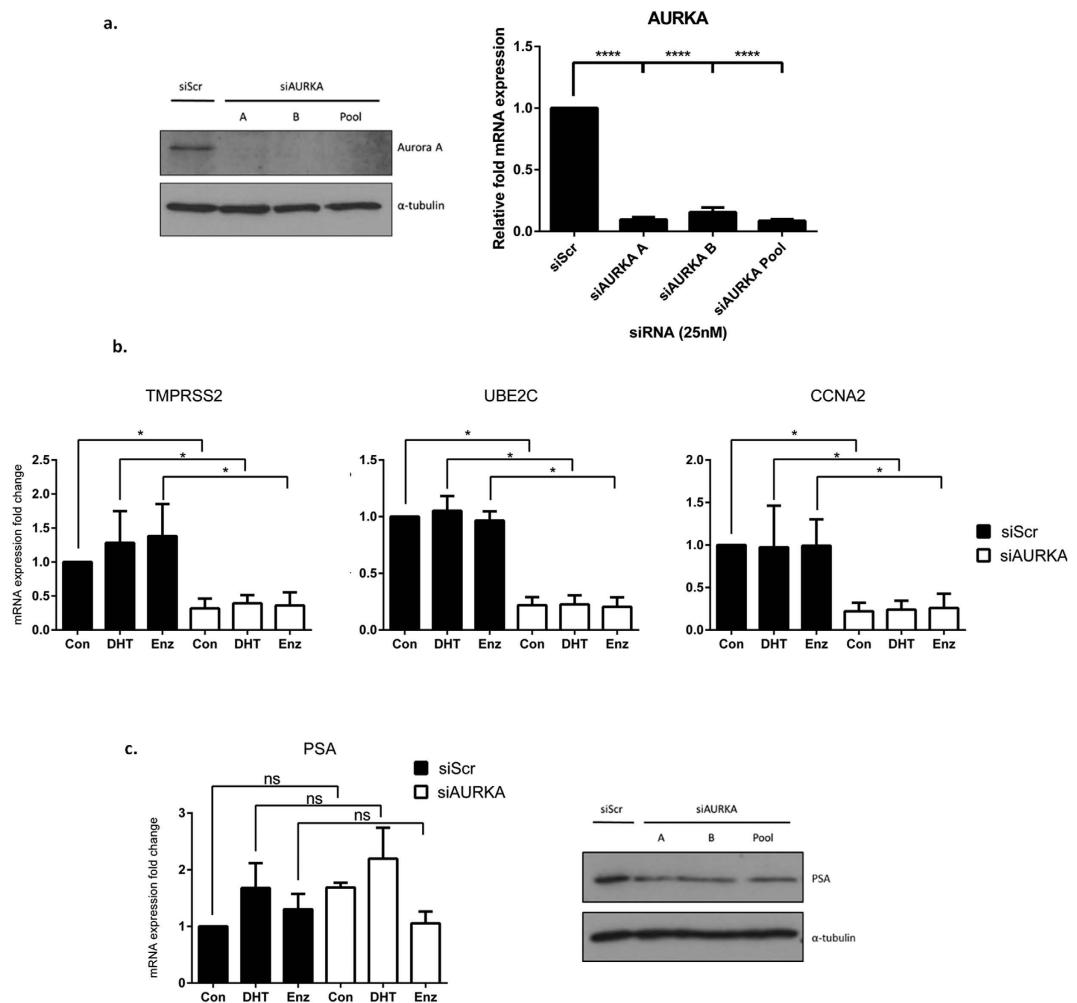 a.
siScr siAURKA
A B Pool
Aurora A
α-tubulin
AURKA
**** **** ****
1.5
1.0
0.5
0.0
Relative fold mRNA expression
siScr siAURKA A siAURKA B siAURKA Pool
siRNA (25nM)
b.
TMPRSS2
*
*
*
2.5
2.0
1.5
1.0
0.5
0.0
mRNA expression fold change
Con DHT Enz Con DHT Enz
UBE2C
*
*
*
1.5
1.0
0.5
0.0
Con DHT Enz Con DHT Enz
CCNA2
*
*
*
2.0
1.5
1.0
0.5
0.0
Con DHT Enz Con DHT Enz
siScr
siAURKA
c.
PSA
siScr
siAURKA
ns
ns
ns
3
2
1
0
mRNA expression fold change
Con DHT Enz Con DHT Enz
siScr siAURKA
A B Pool
PSA
α-tubulin